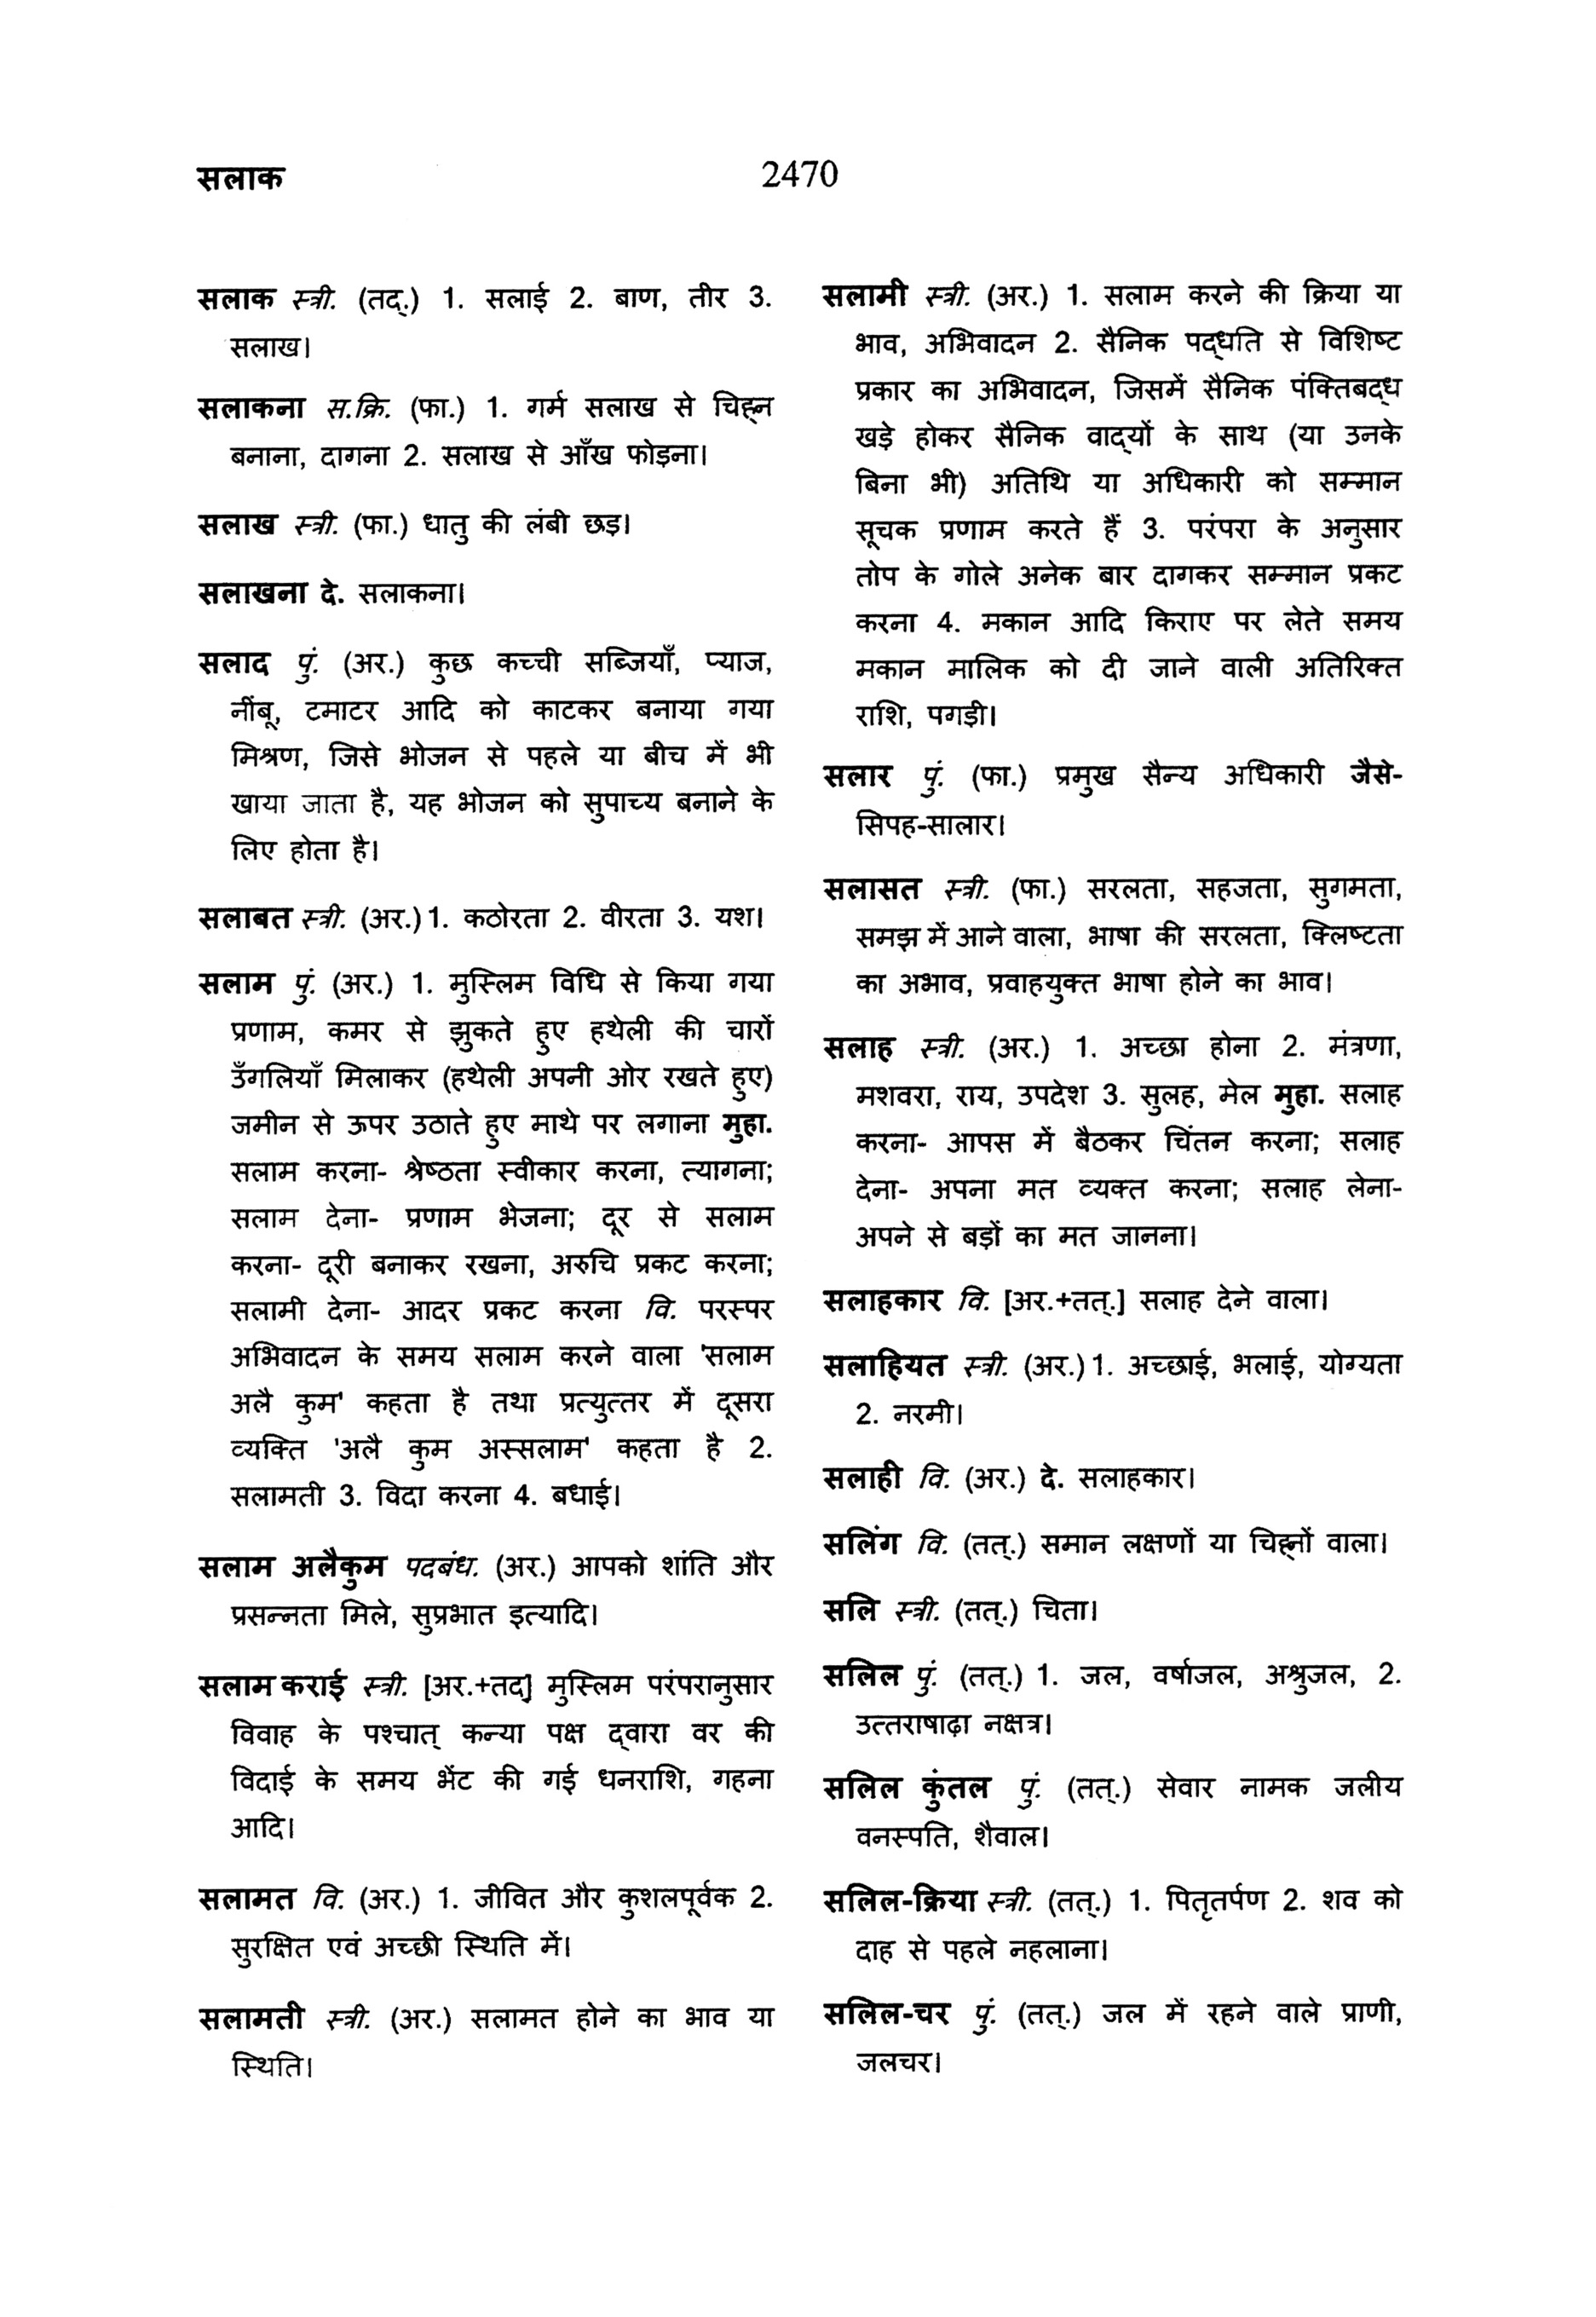 सलाक
2470
सलाक स्त्री. (तद्.) 1. सलाई 2. बाण, तीर 3.
सलाख।
सलाकना स.क्रि. (फा.) 1. गर्म सलाख से चिह्न
बनाना, दागना 2. सलाख से आँख फोड़ना।
सलाख स्त्री. (फा.) धातु की लंबी छड़।
सलाखना दे. सलाकना।
सलाद पुं. (अर.) कुछ कच्ची सब्जियाँ, प्याज,
नींबू, टमाटर आदि को काटकर बनाया गया
मिश्रण, जिसे भोजन से पहले या बीच में भी
खाया जाता है, यह भोजन को सुपाच्य बनाने के
लिए होता है।
सलाबत स्त्री. (अर.) 1. कठोरता 2. वीरता 3. यश।
सलाम पुं. (अर.) 1. मुस्लिम विधि से किया गया
प्रणाम, कमर से झुकते हुए हथेली की चारों
उँगलियाँ मिलाकर (हथेली अपनी ओर रखते हुए)
जमीन से ऊपर उठाते हुए माथे पर लगाना मुहा.
सलाम करना- श्रेष्ठता स्वीकार करना, त्यागना;
सलाम देना- प्रणाम भेजना; दूर से सलाम
करना- दूरी बनाकर रखना, अरुचि प्रकट करना;
सलामी देना- आदर प्रकट करना वि. परस्पर
अभिवादन के समय सलाम करने वाला 'सलाम
अलै कुम' कहता है तथा प्रत्युत्तर में दूसरा
व्यक्ति 'अलै कुम अस्सलाम' कहता है 2.
सलामती 3. विदा करना 4. बधाई।
सलाम अलैकुम पदबंध. (अर.) आपको शांति और
प्रसन्नता मिले, सुप्रभात इत्यादि।
सलाम कराई स्त्री. [अर.+तद्] मुस्लिम परंपरानुसार
विवाह के पश्चात् कन्या पक्ष द्वारा वर की
विदाई के समय भेंट की गई धनराशि, गहना
आदि।
सलामत वि. (अर.) 1. जीवित और कुशलपूर्वक 2.
सुरक्षित एवं अच्छी स्थिति में।
सलामती स्त्री. (अर.) सलामत होने का भाव या
स्थिति।
सलामी स्त्री. (अर.) 1. सलाम करने की क्रिया या
भाव, अभिवादन 2. सैनिक पद्धति से विशिष्ट
प्रकार का अभिवादन, जिसमें सैनिक पंक्तिबद्ध
खड़े होकर सैनिक वाद्यों के साथ (या उनके
बिना भी) अतिथि या अधिकारी को सम्मान
सूचक प्रणाम करते हैं 3. परंपरा के अनुसार
तोप के गोले अनेक बार दागकर सम्मान प्रकट
करना 4. मकान आदि किराए पर लेते समय
मकान मालिक को दी जाने वाली अतिरिक्त
राशि, पगड़ी।
सलार पुं. (फा.) प्रमुख सैन्य अधिकारी जैसे-
सिपह-सालार।
सलासत स्त्री. (फा.) सरलता, सहजता, सुगमता,
समझ में आने वाला, भाषा की सरलता, क्लिष्टता
का अभाव, प्रवाहयुक्त भाषा होने का भाव।
सलाह स्त्री. (अर.) 1. अच्छा होना 2. मंत्रणा,
मशवरा, राय, उपदेश 3. सुलह, मेल मुहा. सलाह
करना- आपस में बैठकर चिंतन करना; सलाह
देना- अपना मत व्यक्त करना; सलाह लेना-
अपने से बड़ों का मत जानना।
सलाहकार वि. [अर.+तत्.] सलाह देने वाला।
सलाहियत स्त्री. (अर.) 1. अच्छाई, भलाई, योग्यता
2. नरमी।
सलाही वि. (अर.) दे. सलाहकार।
सलिंग वि. (तत्.) समान लक्षणों या चिह्नों वाला।
सलि स्त्री. (तत्.) चिता।
सलिल पुं. (तत्.) 1. जल, वर्षाजल, अश्रुजल, 2.
उत्तराषाढ़ा नक्षत्र।
सलिल कुंतल पुं. (तत्.) सेवार नामक जलीय
वनस्पति, शैवाल।
सलिल-क्रिया स्त्री. (तत्.) 1. पितृतर्पण 2. शव को
दाह से पहले नहलाना।
सलिल-चर पुं. (तत्.) जल में रहने वाले प्राणी,
जलचर।